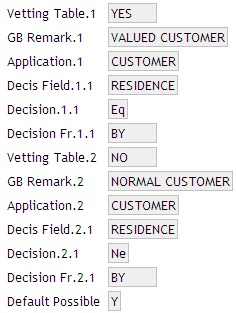 Vetting Table.1 YES
GB Remark.1 VALUED CUSTOMER
Application.1 CUSTOMER
Decis Field.1.1 RESIDENCE
Decision.1.1 Eq
Decision Fr.1.1 BY
Vetting Table.2 NO
GB Remark.2 NORMAL CUSTOMER
Application.2 CUSTOMER
Decis Field.2.1 RESIDENCE
Decision.2.1 Ne
Decision Fr.2.1 BY
Default Possible Y